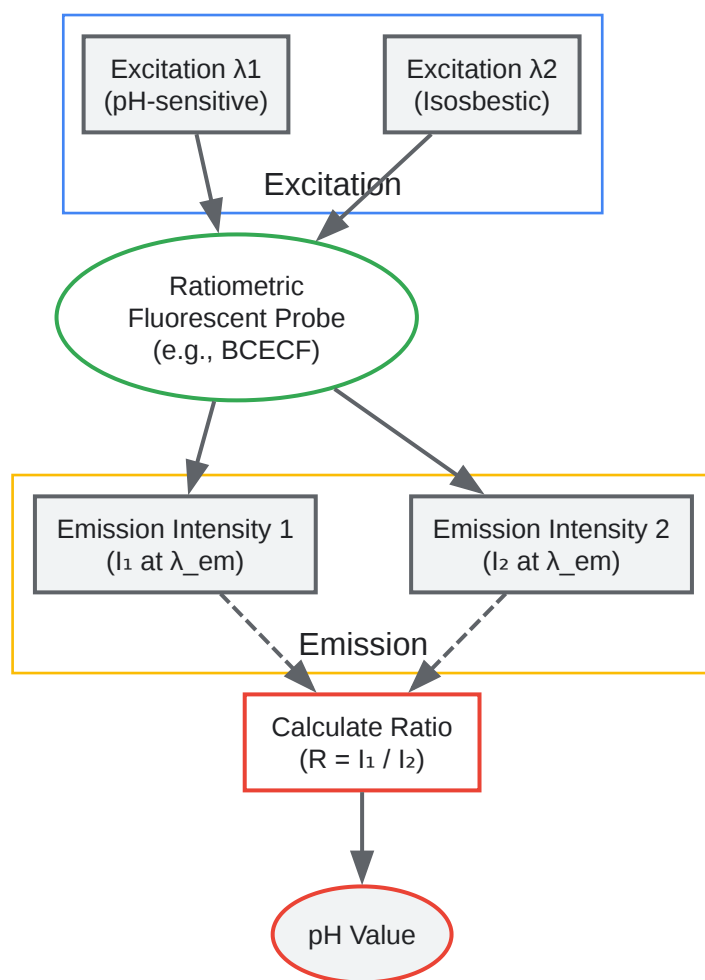 Excitation λ1
(pH-sensitive)
Excitation λ2
(Isosbestic)
Excitation
Ratiometric
Fluorescent Probe
(e.g., BCECF)
Emission Intensity 1
(I₁ at λ_em)
Emission Intensity 2
(I₂ at λ_em)
Emission
Calculate Ratio
(R = I₁ / I₂)
pH Value